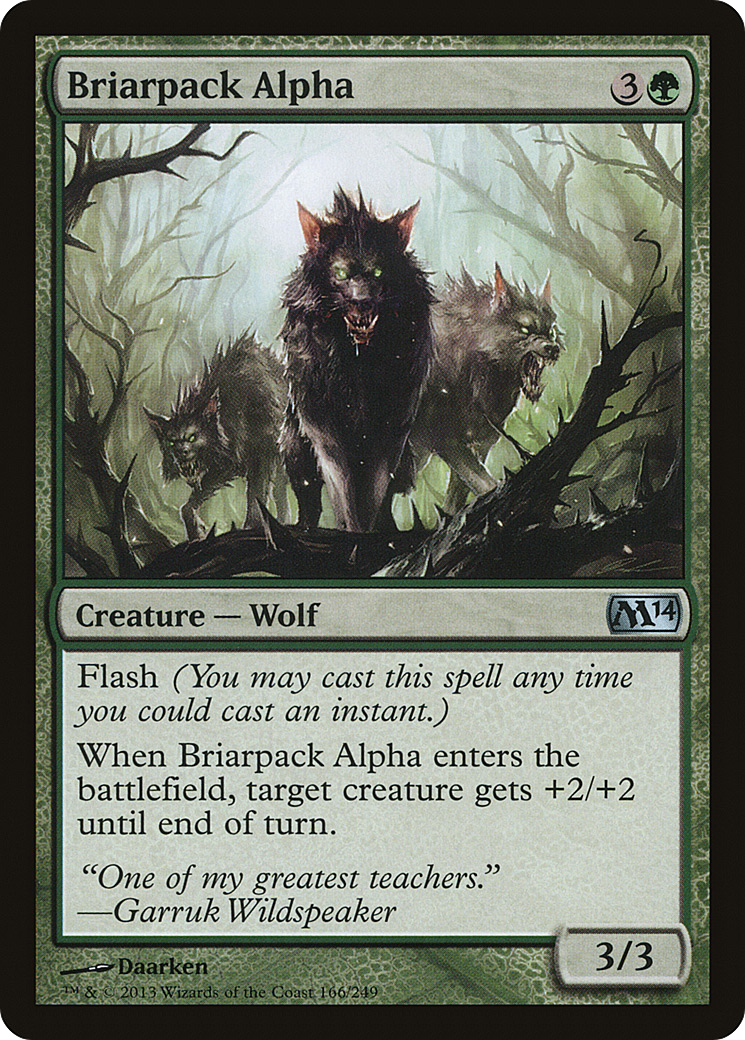 Briarpack Alpha 3
Creature — Wolf M14
Flash (You may cast this spell any time
you could cast an instant.)
When Briarpack Alpha enters the
battlefield, target creature gets +2/+2
until end of turn.
“One of my greatest teachers.”
—Garruk Wildspeaker
3/3
Daarken
™ & © 2013 Wizards of the Coast 166/249